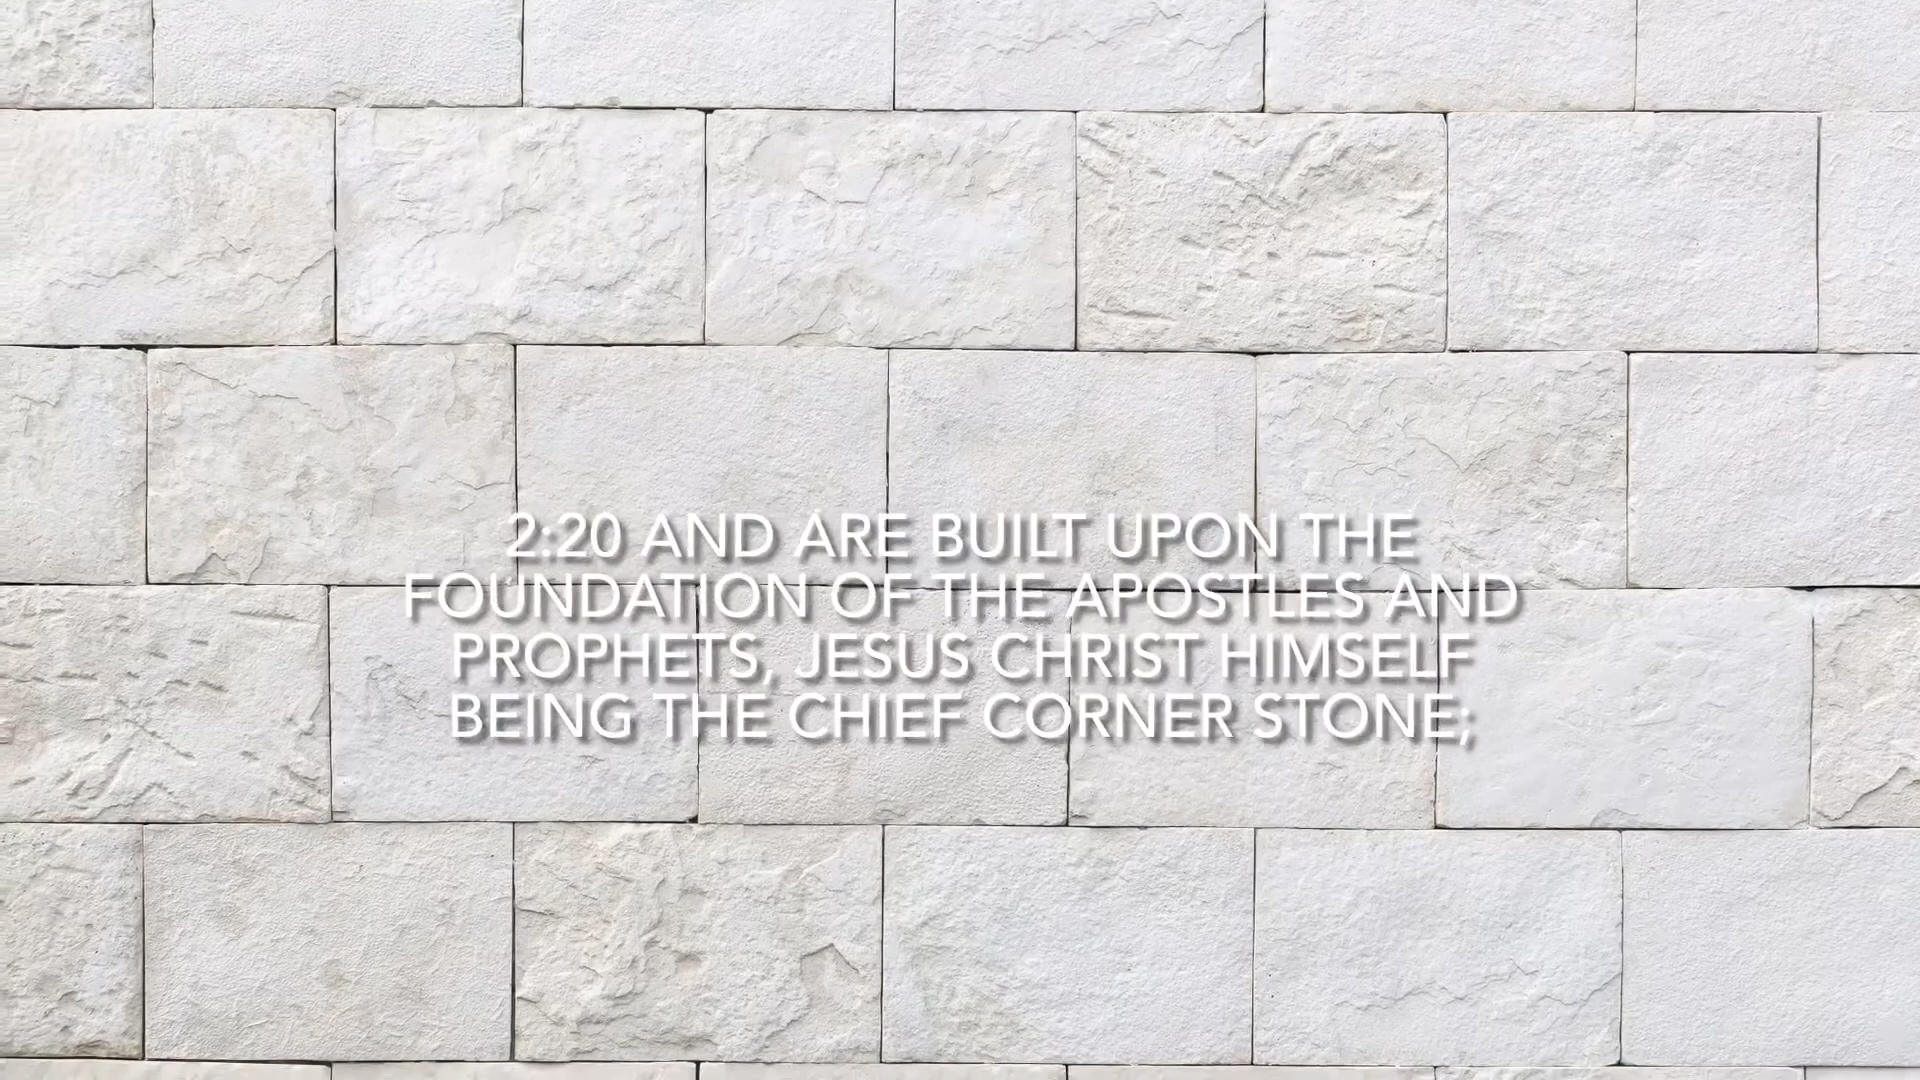 2:20 AND ARE BUILT UPON THE
FOUNDATION OF THE APOSTLES AND
PROPHETS, JESUS CHRIST HIMSELF
BEING THE CHIEF CORNER STONE;